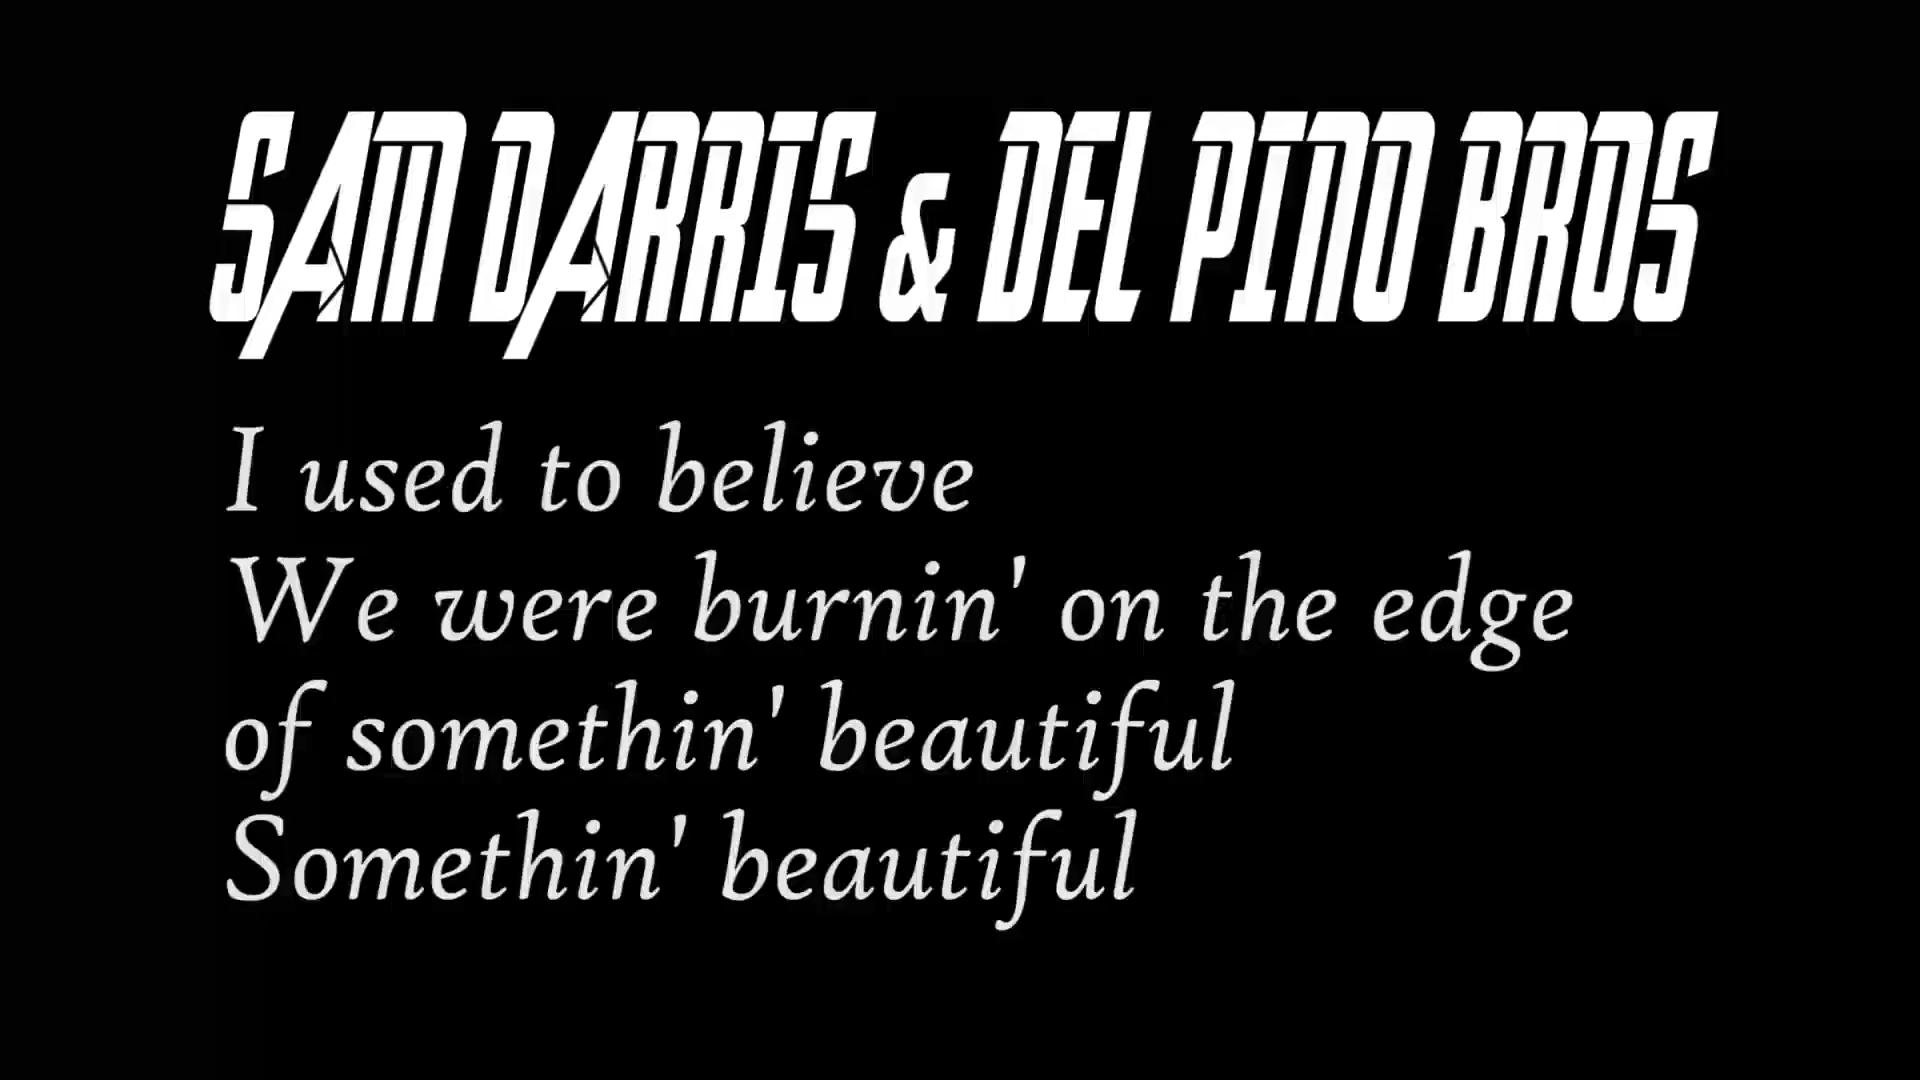 SAM DARRIS & DEL PINO BROS
I used to believe
We were burnin' on the edge
of somethin' beautiful
Somethin' beautiful